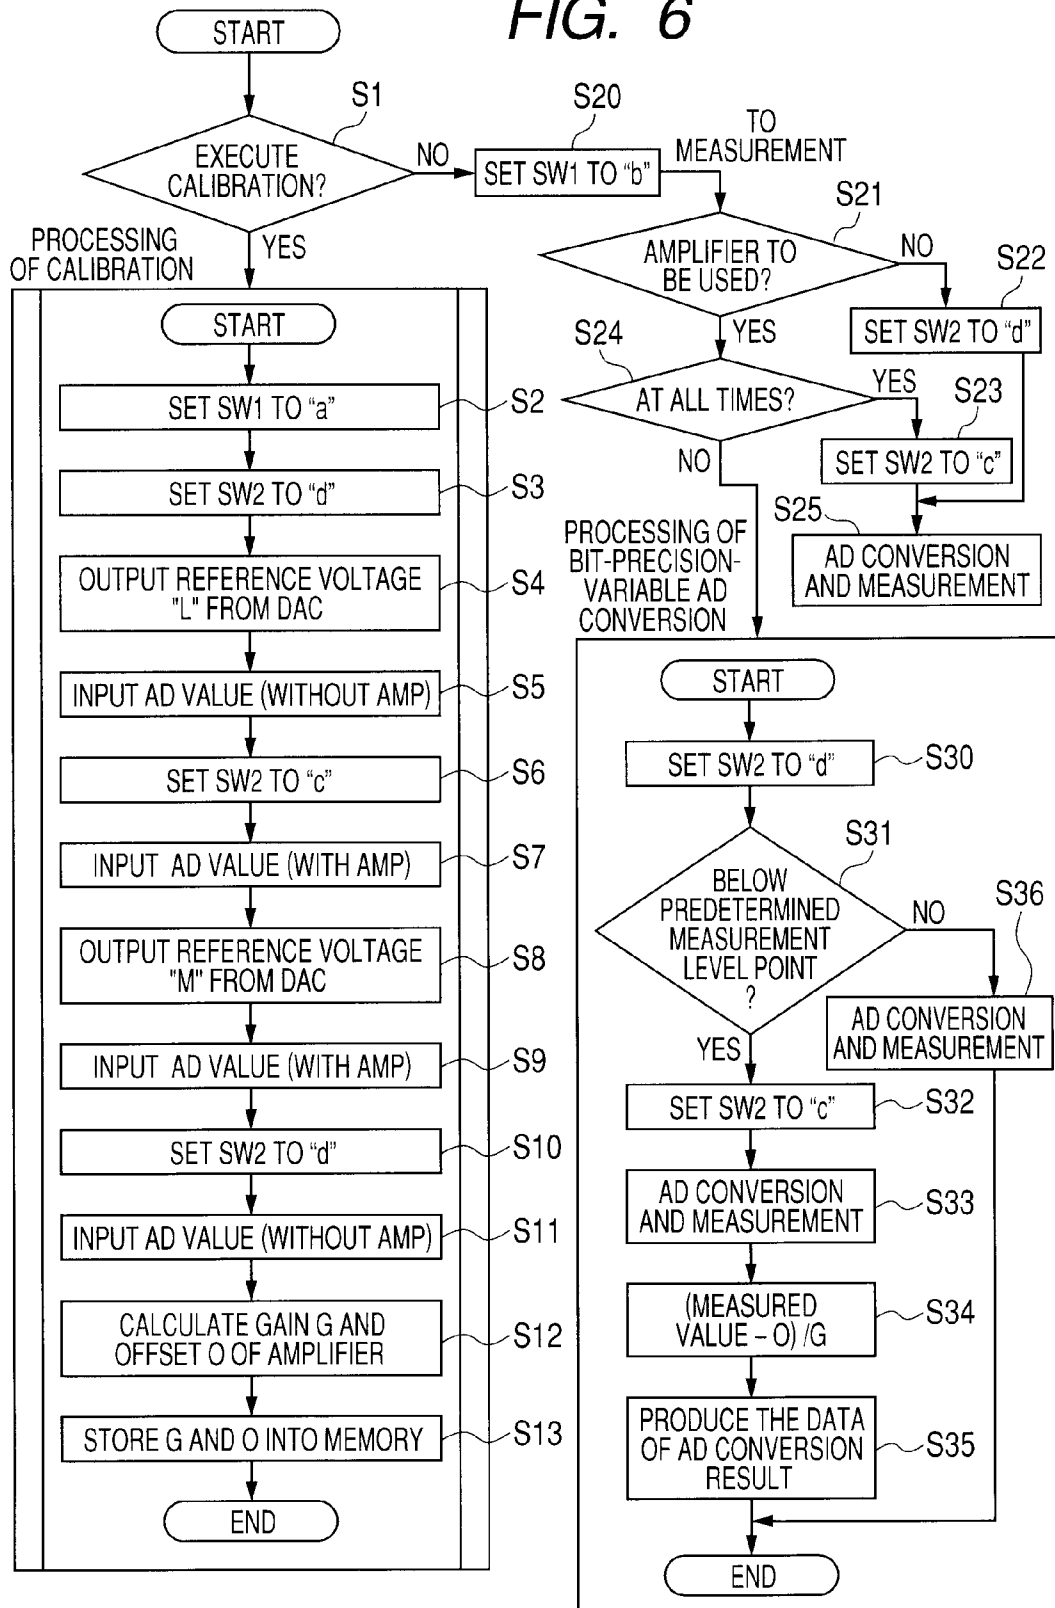 FIG. 6
START
S1
EXECUTE
CALIBRATION?
NO
YES
S20
SET SW1 TO “b”
TO
MEASUREMENT
S21
AMPLIFIER TO
BE USED?
NO
YES
S22
SET SW2 TO “d”
S24
AT ALL TIMES?
YES
NO
S23
SET SW2 TO “c”
S25
AD CONVERSION
AND MEASUREMENT
PROCESSING
OF CALIBRATION
START
SET SW1 TO “a”
S2
SET SW2 TO “d”
S3
OUTPUT REFERENCE VOLTAGE
"L" FROM DAC
S4
INPUT AD VALUE (WITHOUT AMP)
S5
SET SW2 TO “c”
S6
INPUT AD VALUE (WITH AMP)
S7
OUTPUT REFERENCE VOLTAGE
"M" FROM DAC
S8
INPUT AD VALUE (WITH AMP)
S9
SET SW2 TO “d”
S10
INPUT AD VALUE (WITHOUT AMP)
S11
CALCULATE GAIN G AND
OFFSET O OF AMPLIFIER
S12
STORE G AND O INTO MEMORY
S13
END
PROCESSING OF
BIT-PRECISION-
VARIABLE AD
CONVERSION
START
SET SW2 TO “d”
S30
S31
BELOW
PREDETERMINED
MEASUREMENT
LEVEL POINT
?
NO
YES
S36
AD CONVERSION
AND MEASUREMENT
SET SW2 TO “c”
S32
AD CONVERSION
AND MEASUREMENT
S33
(MEASURED
VALUE – O) /G
S34
PRODUCE THE DATA
OF AD CONVERSION
RESULT
S35
END